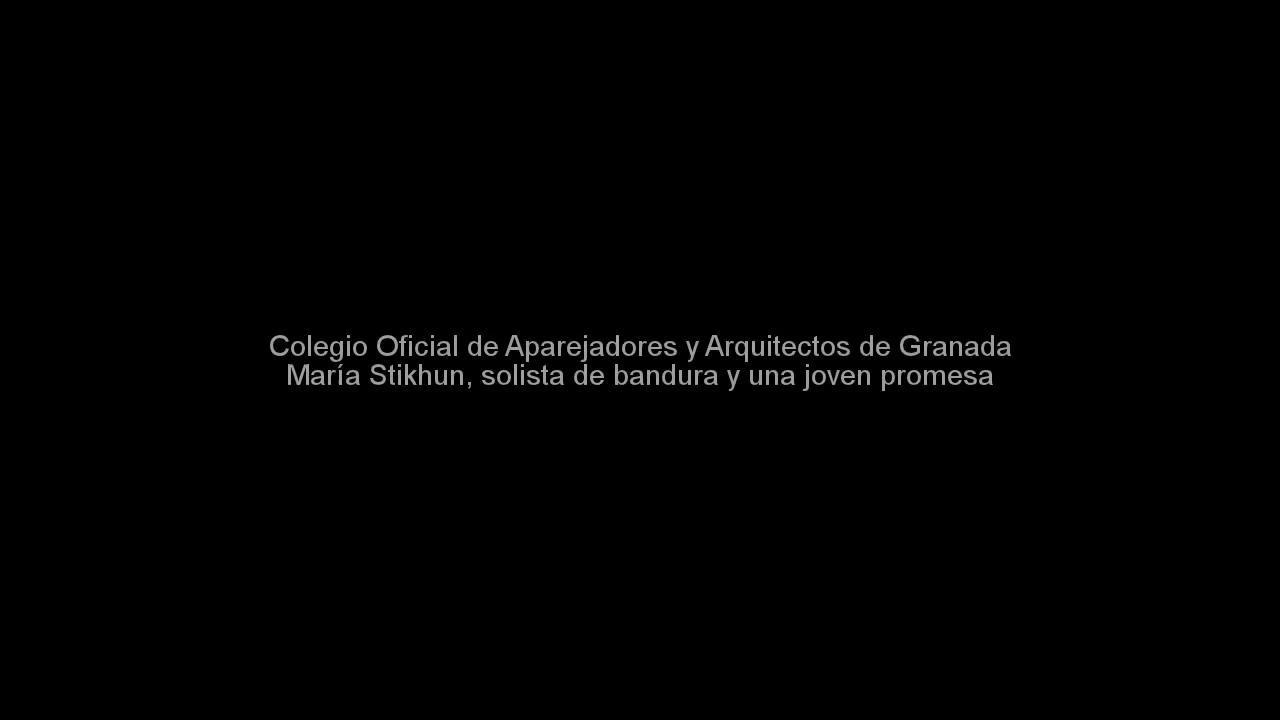 Colegio Oficial de Aparejadores y Arquitectos de Granada
María Stikhun, solista de bandura y una joven promesa